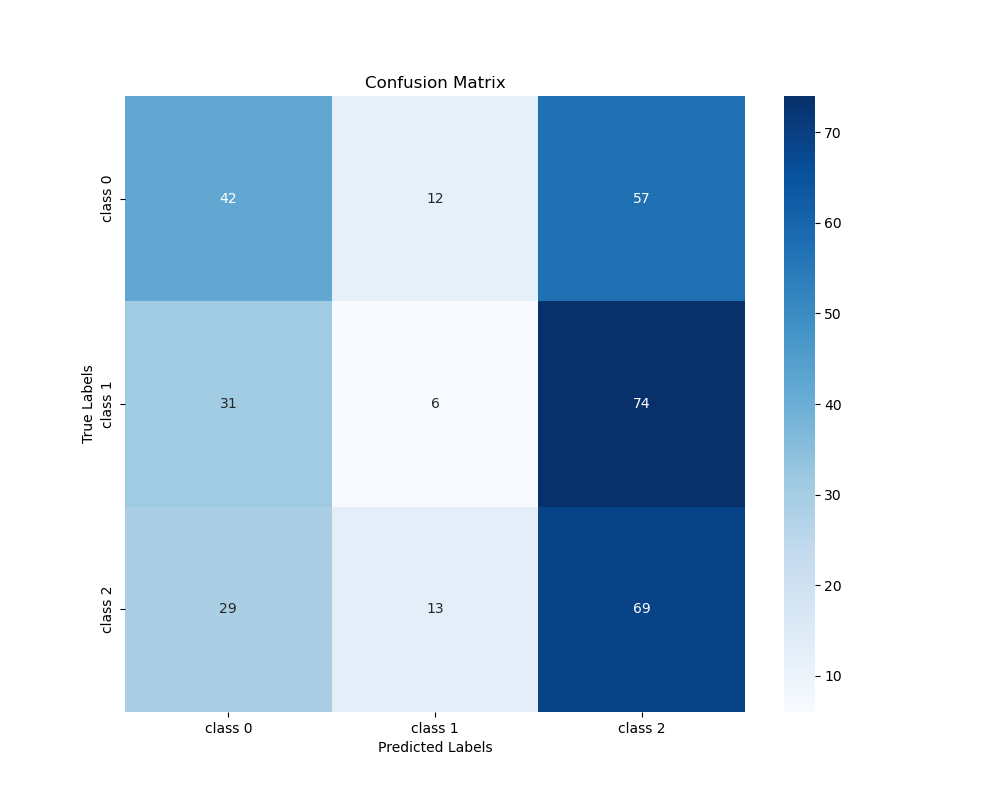 Confusion Matrix
True Labels
class 0
42
12
57
class 1
31
6
74
class 2
29
13
69
class 0
class 1
class 2
Predicted Labels
70
60
50
40
30
20
10